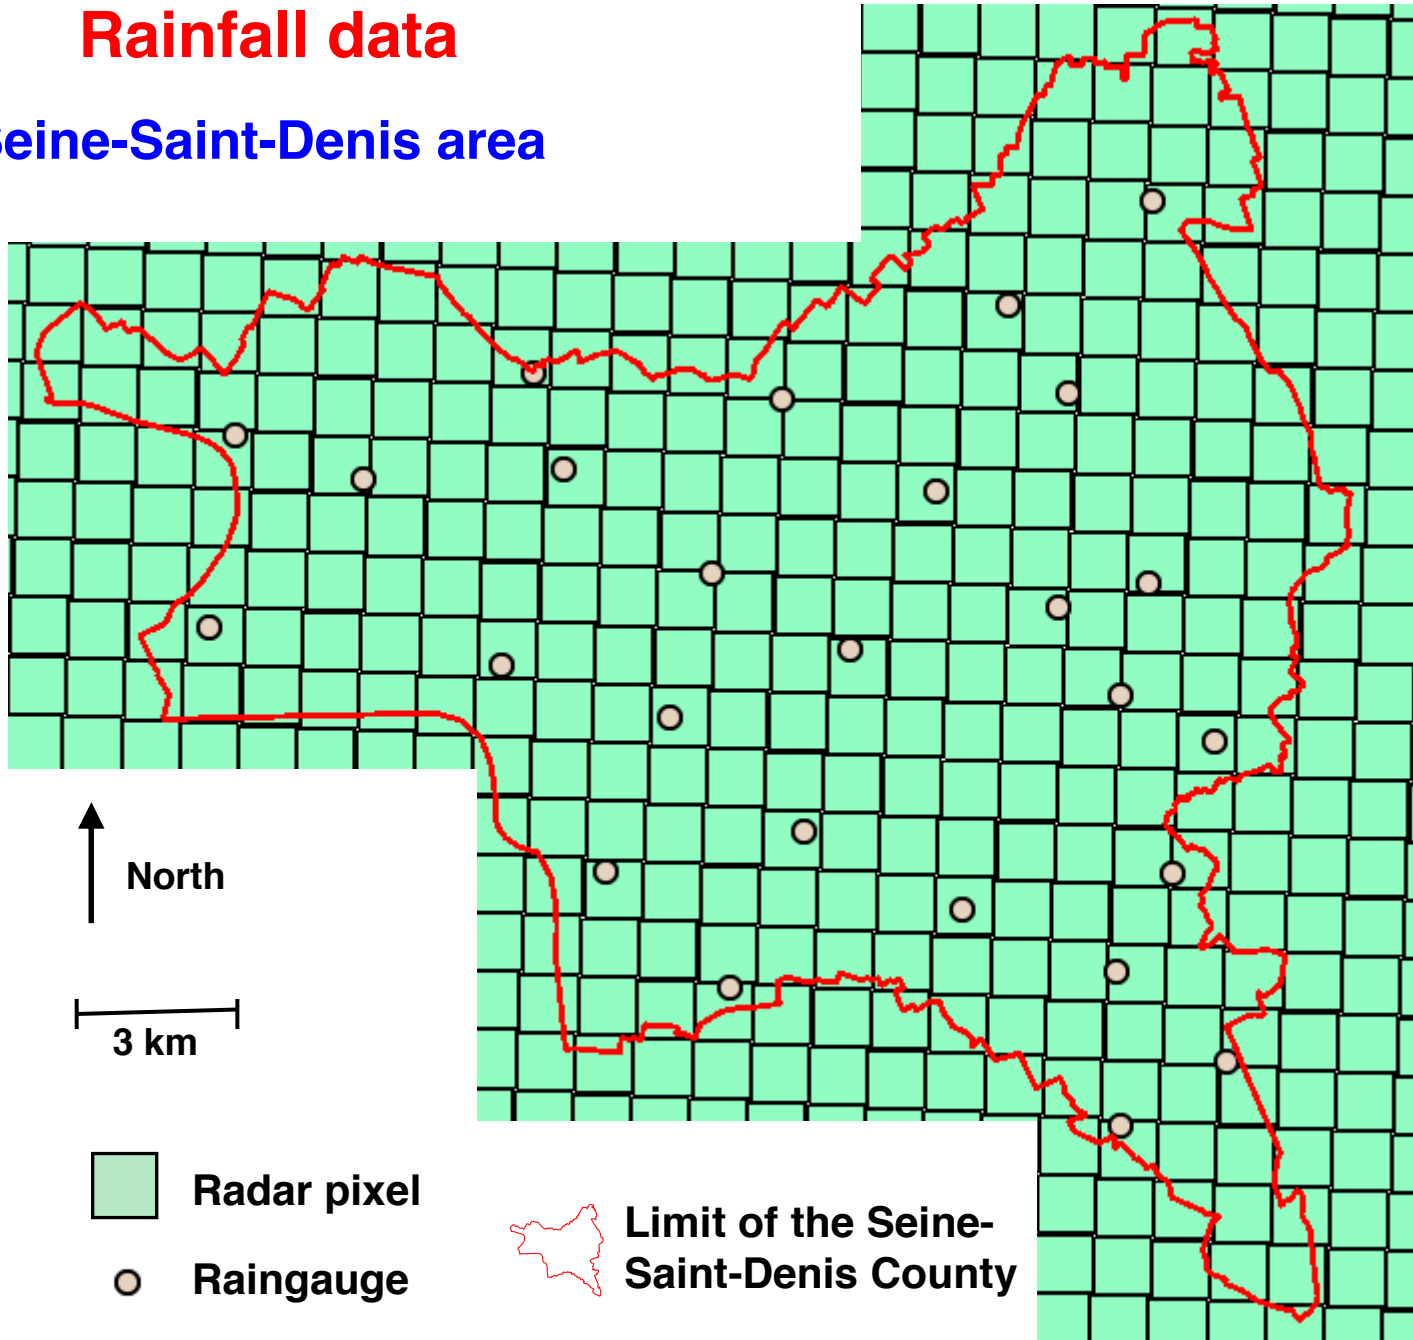 Rainfall data
eine-Saint-Denis area
North
3 km
Radar pixel
Raingauge
Limit of the Seine-
Saint-Denis County